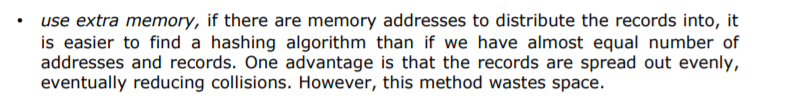 • use extra memory, if there are memory addresses to distribute the records into, it
is easier to find a hashing algorithm than if we have almost equal number of
addresses and records. One advantage is that the records are spread out evenly,
eventually reducing collisions. However, this method wastes space.